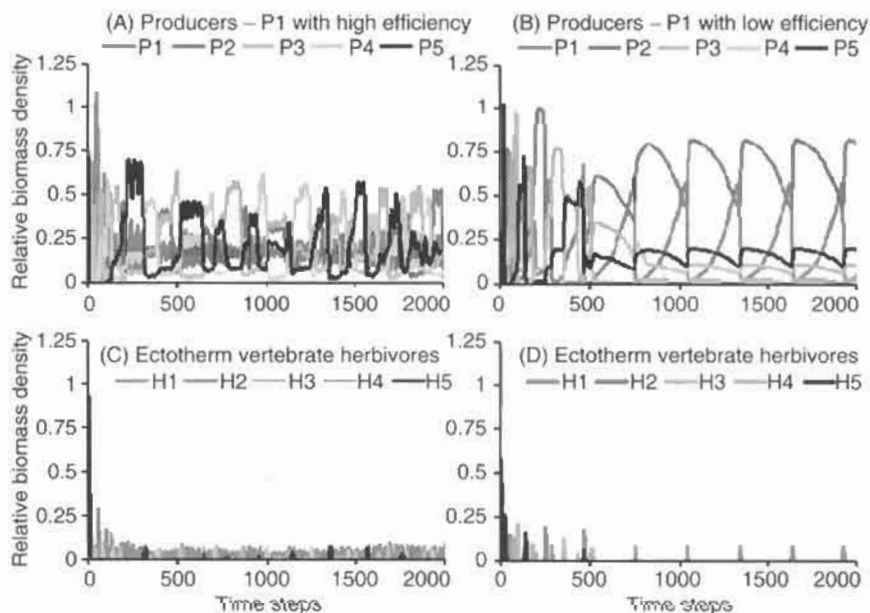 (A) Producers – P1 with high efficiency
P1 P2 P3 P4 P5
(B) Producers – P1 with low efficiency
P1 P2 P3 P4 P5
Relative biomass density
1.25
1
0.75
0.5
0.25
0
0 500 1000 1500 2000
1.25
1
0.75
0.5
0.25
0
0 500 1000 1500 2000
(C) Ectotherm vertebrate herbivores
H1 H2 H3 H4 H5
(D) Ectotherm vertebrate herbivores
H1 H2 H3 H4 H5
Relative biomass density
1.25
1
0.75
0.5
0.25
0
0 500 1000 1500 2000
Time steps
1.25
1
0.75
0.5
0.25
0
0 500 1000 1500 2000
Time steps